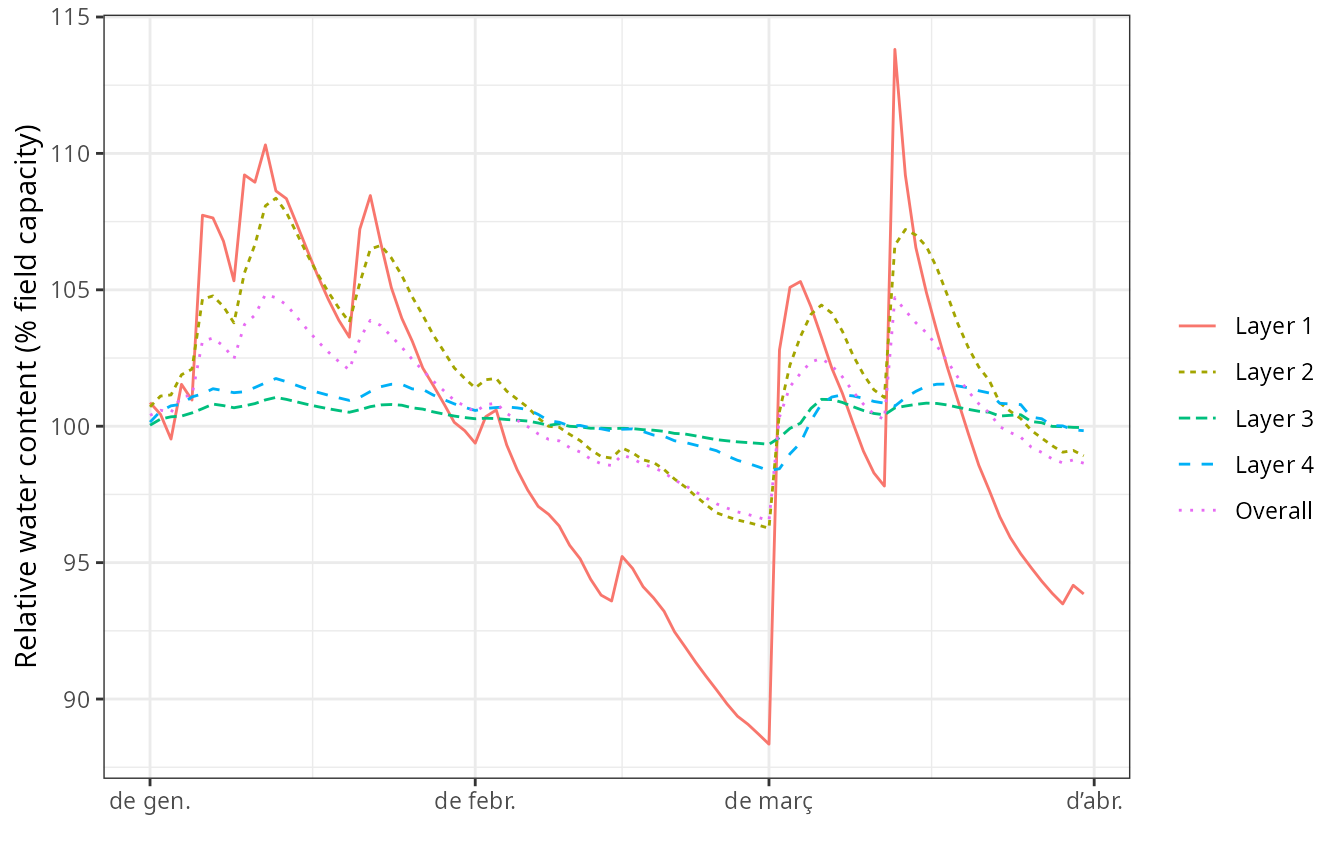 Relative water content (% field capacity)
115
110
105
100
95
90
de gen.
de febr.
de març
d’abr.
Layer 1
Layer 2
Layer 3
Layer 4
Overall